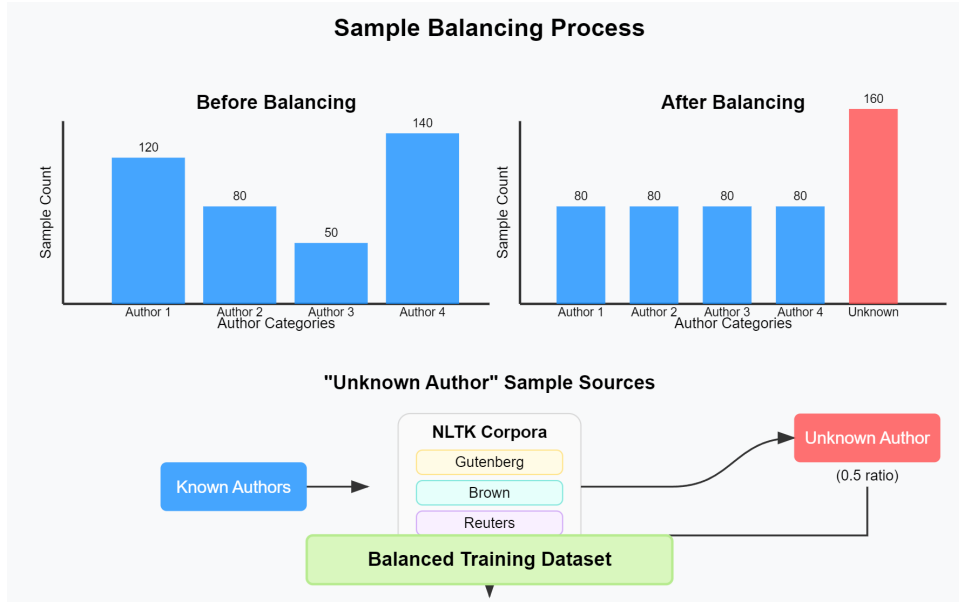 Sample Balancing Process
Before Balancing
140
120
80
50
Sample Count
Author 1
Author 2
Author 3
Author 4
Author Categories
After Balancing
160
80
80
80
80
Sample Count
Author 1
Author 2
Author 3
Author 4
Unknown
Author Categories
"Unknown Author" Sample Sources
Known Authors
NLTK Corpora
Gutenberg
Brown
Reuters
Unknown Author
(0.5 ratio)
Balanced Training Dataset